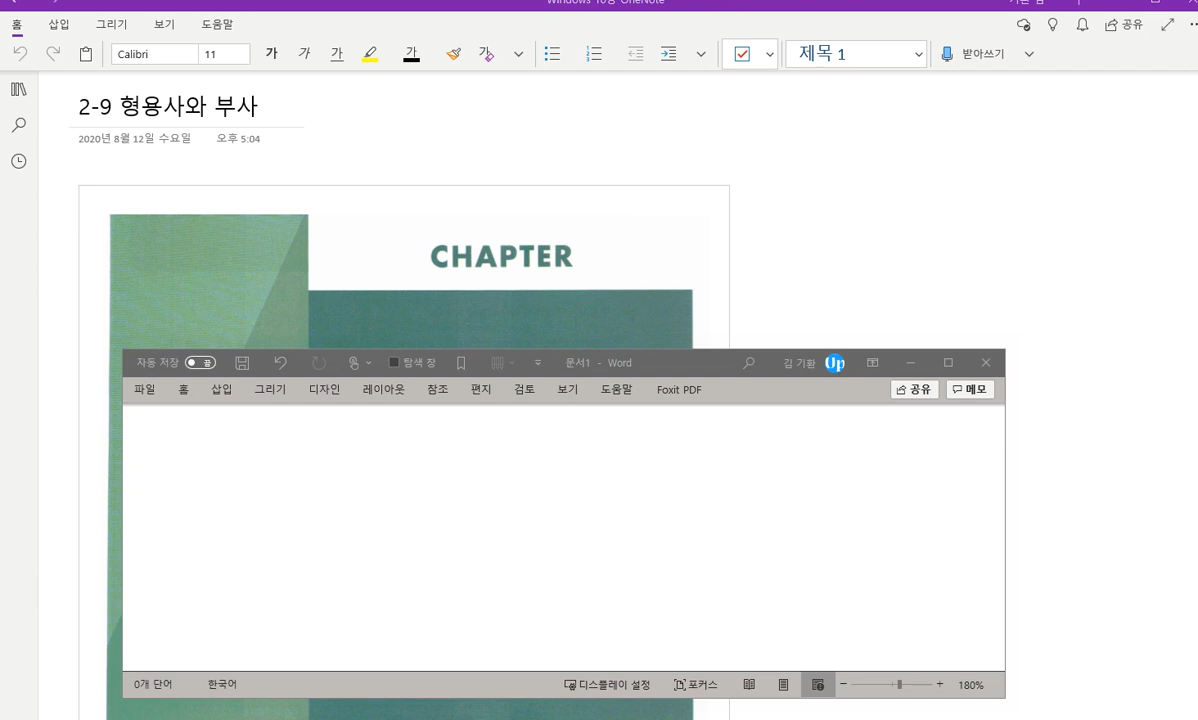 Windows 10용 OneNote
홈 삽입 그리기 보기 도움말
공유
Calibri 11 가 가 가 가 가 제목 1 받아쓰기
2-9 형용사와 부사
2020년 8월 12일 수요일 오후 5:04
CHAPTER
자동 저장 끔 탐색 창 문서1 - Word 김 기환 Up
파일 홈 삽입 그리기 디자인 레이아웃 참조 편지 검토 보기 도움말 Foxit PDF 공유 메모
0개 단어 한국어 디스플레이 설정 포커스 180%